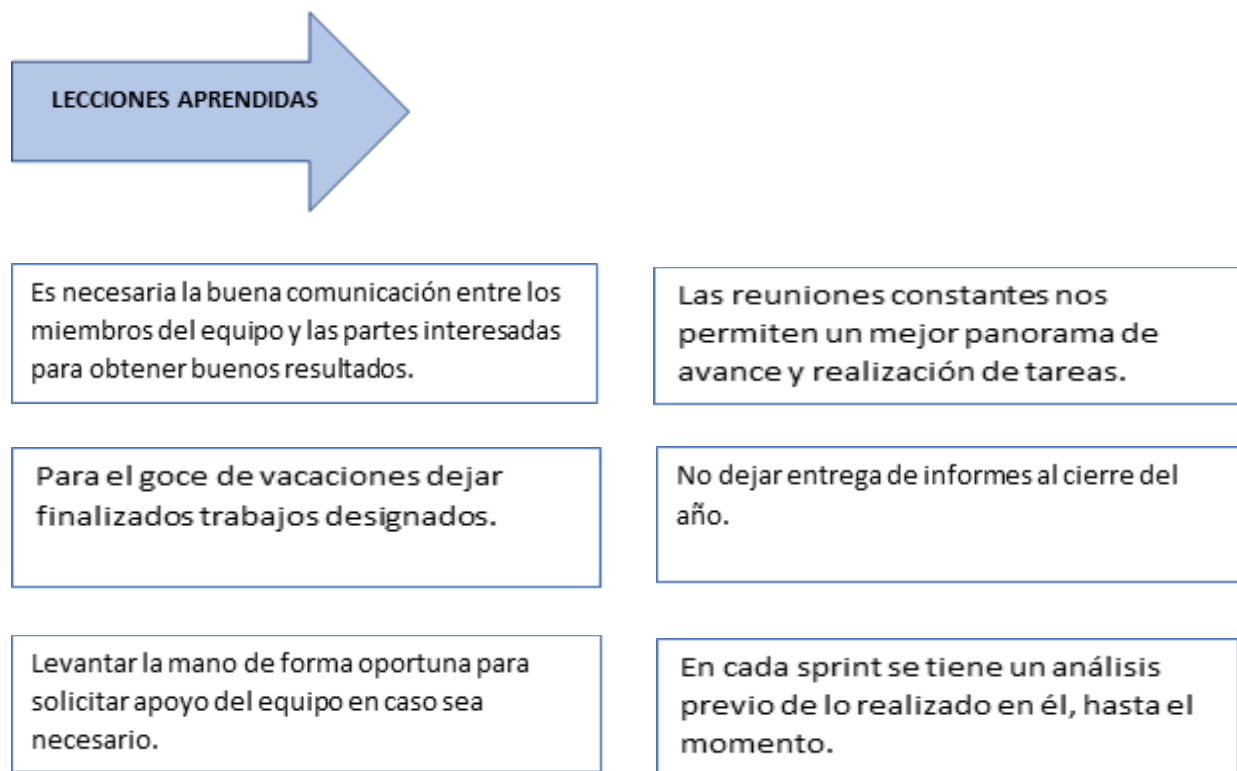 LECCIONES APRENDIDAS
Es necesaria la buena comunicación entre los
miembros del equipo y las partes interesadas
para obtener buenos resultados.
Las reuniones constantes nos
permiten un mejor panorama de
avance y realización de tareas.
Para el goce de vacaciones dejar
finalizados trabajos designados.
No dejar entrega de informes al cierre del
año.
Levantar la mano de forma oportuna para
solicitar apoyo del equipo en caso sea
necesario.
En cada sprint se tiene un análisis
previo de lo realizado en él, hasta el
momento.